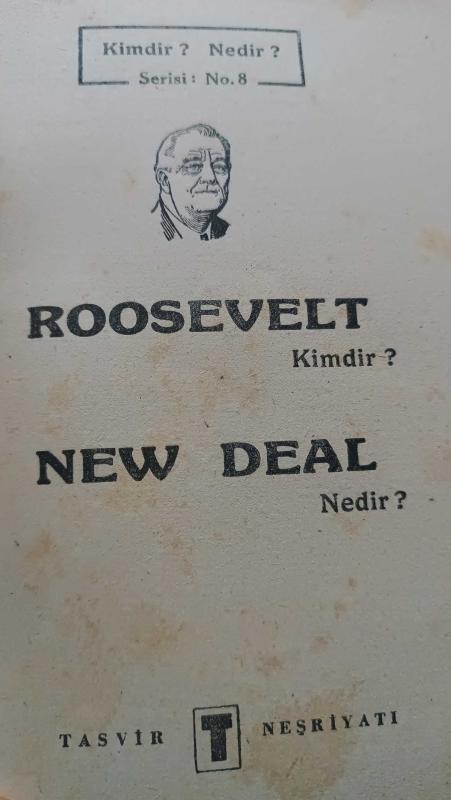 Kimdir ? Nedir ?
Serisi: No. 8
ROOSEVELT
Kimdir ?
NEW DEAL
Nedir ?
TASVİR T NEŞRİYATI